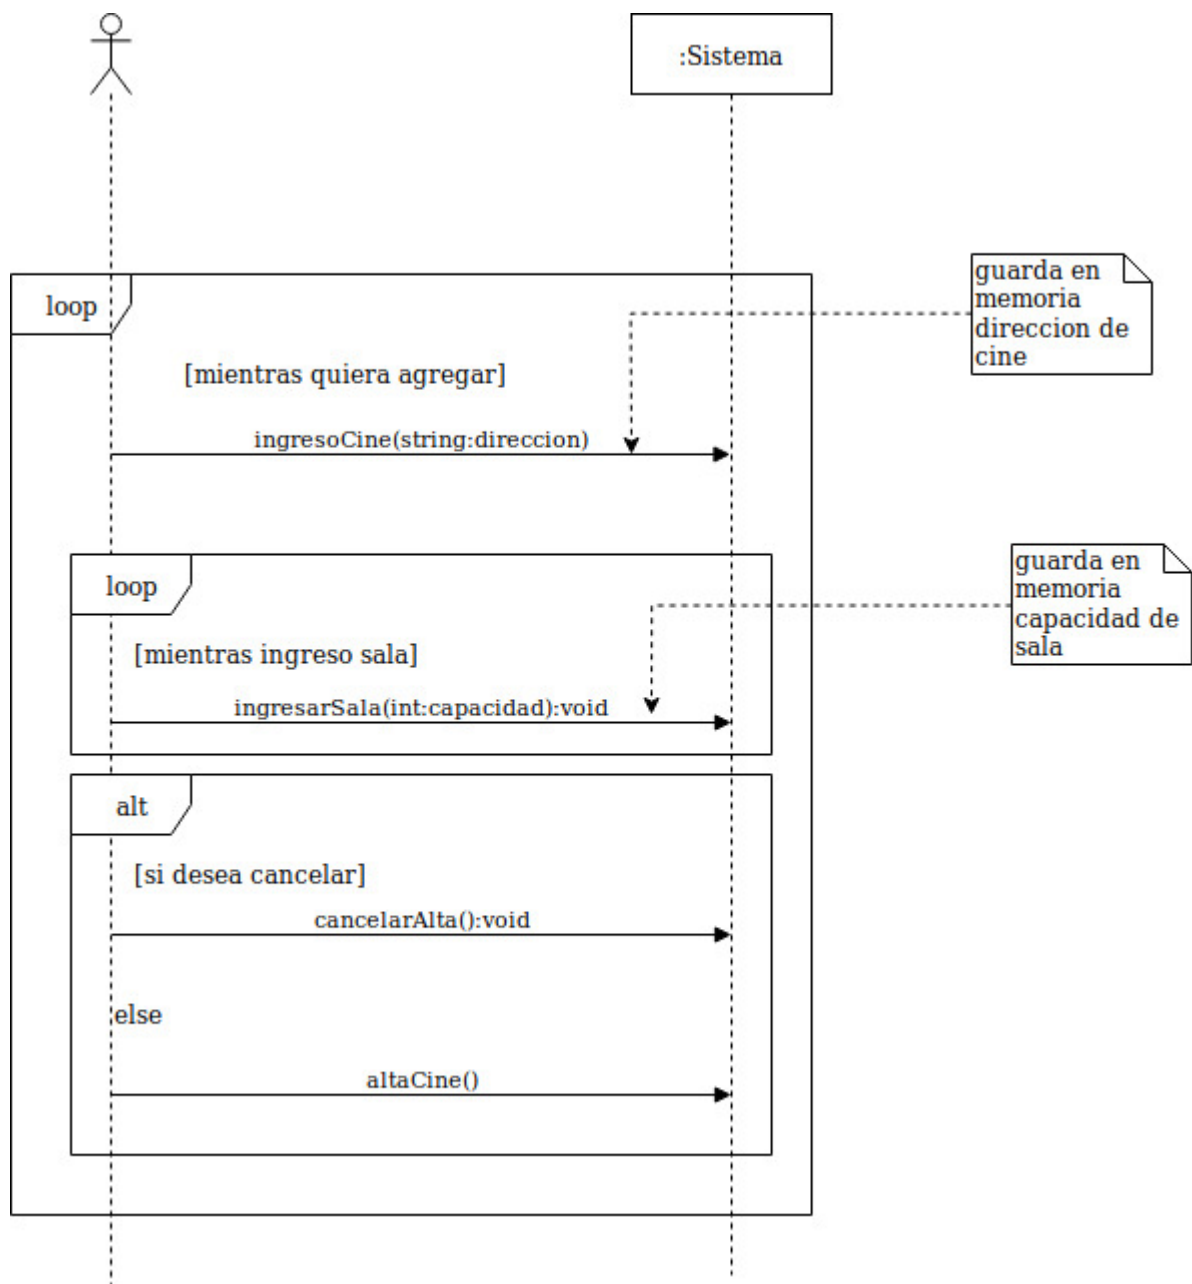 :Sistema
loop
guarda en
memoria
direccion de
cine
[mientras quiera agregar]
ingresoCine(string:direccion)
loop
guarda en
memoria
capacidad de
sala
[mientras ingreso sala]
ingresarSala(int:capacidad):void
alt
[si desea cancelar]
cancelarAlta():void
else
altaCine()